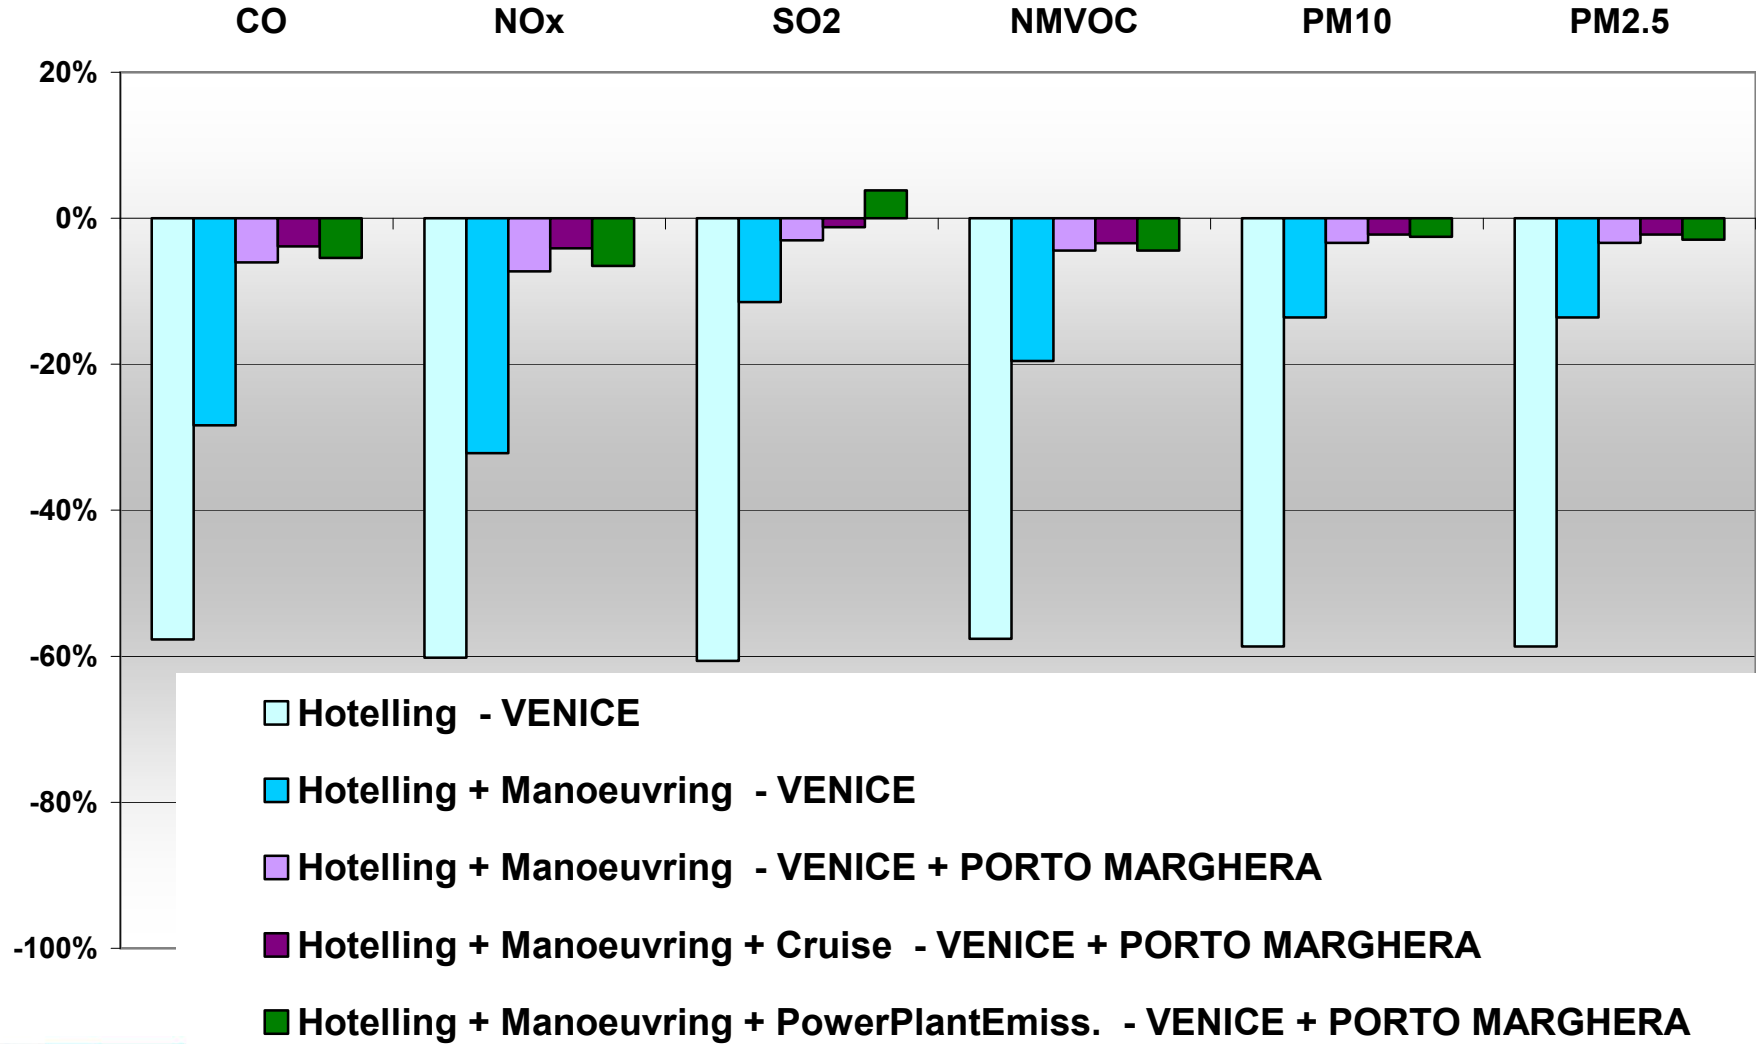 CO NOx SO2 NMVOC PM10 PM2.5
20%
0%
-20%
-40%
-60%
-80%
-100%
Hotelling - VENICE
Hotelling + Manoeuvring - VENICE
Hotelling + Manoeuvring - VENICE + PORTO MARGHERA
Hotelling + Manoeuvring + Cruise - VENICE + PORTO MARGHERA
Hotelling + Manoeuvring + PowerPlantEmiss. - VENICE + PORTO MARGHERA